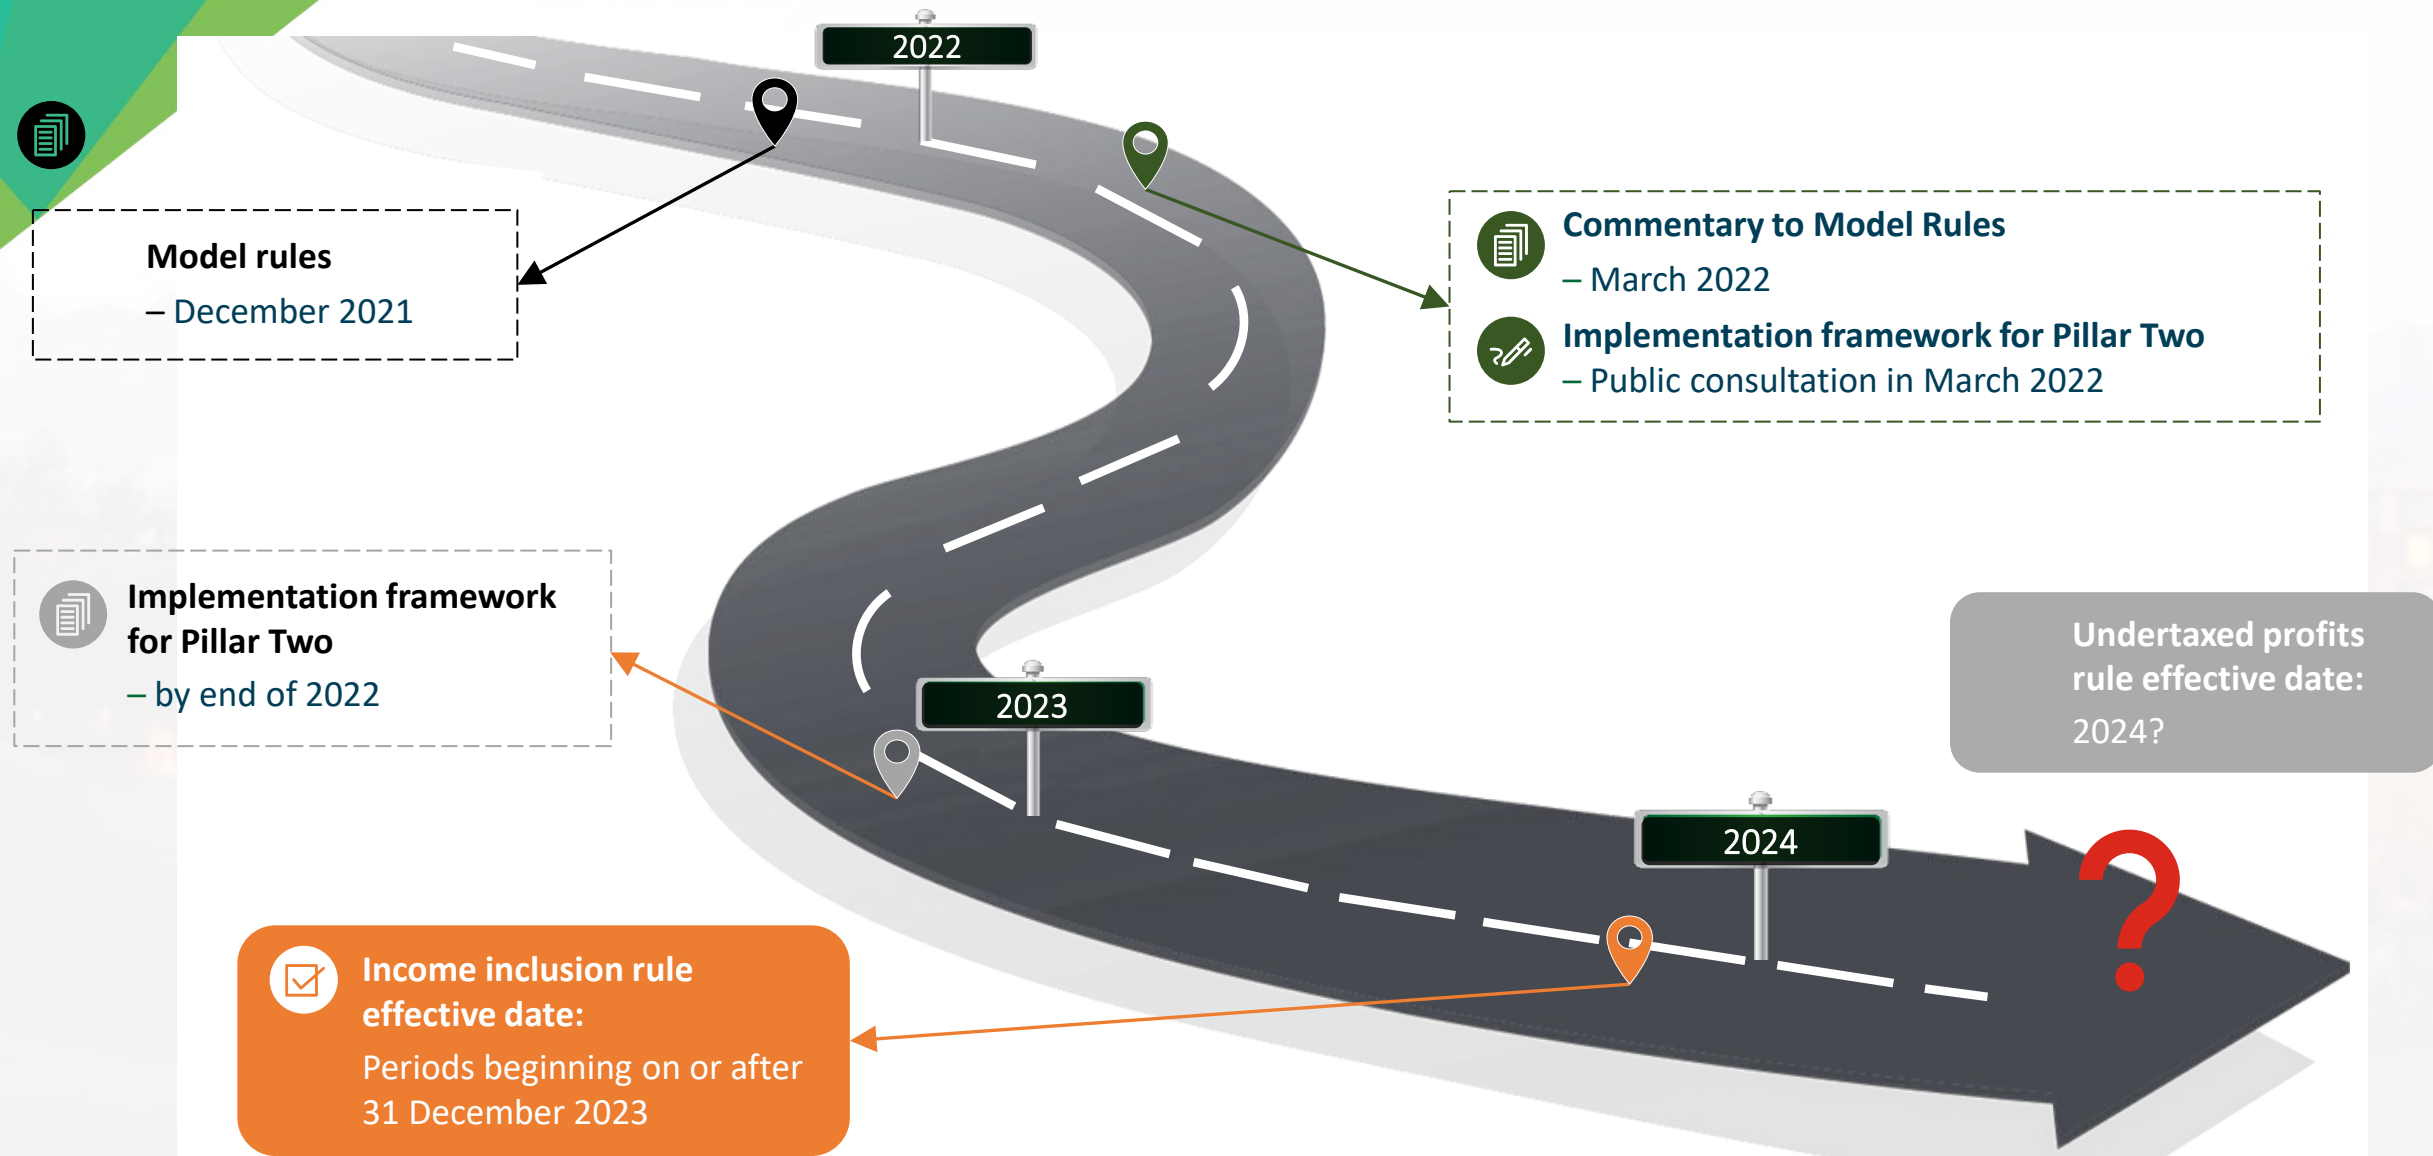 2022
Model rules
– December 2021
Commentary to Model Rules
– March 2022
Implementation framework for Pillar Two
– Public consultation in March 2022
Implementation framework
for Pillar Two
– by end of 2022
2023
Undertaxed profits
rule effective date:
2024?
2024
?
Income inclusion rule
effective date:
Periods beginning on or after
31 December 2023